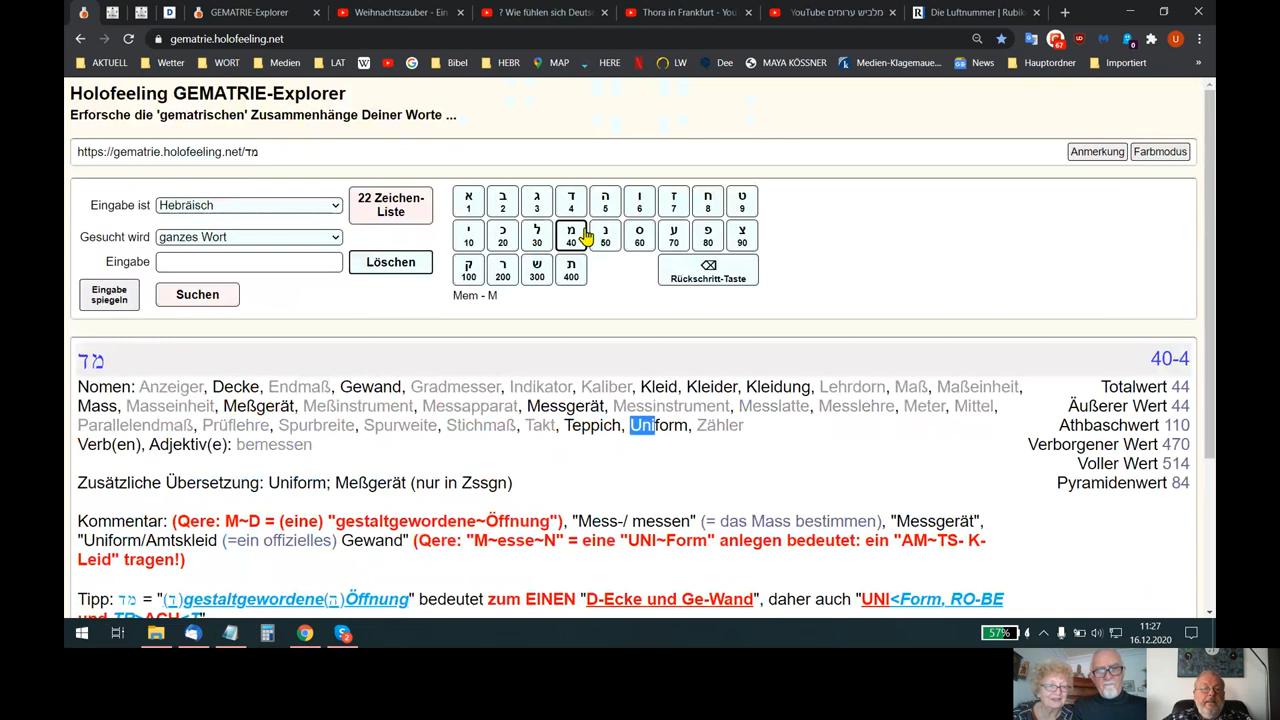 GEMATRIE-Explorer
Weihnachtszauber - Ein
? Wie fühlen sich Deutsc
Thora in Frankfurt - You
YouTube מלביש ערומים
Die Luftnummer | Rubik
gematrie.holofeeling.net
AKTUELL Wetter WORT Medien LAT Bibel HEBR MAP HERE LW Dee MAYA KÖSSNER Medien-Klagemaue... News Hauptordner Importiert »
Holofeeling GEMATRIE-Explorer
Erforsche die 'gematrischen' Zusammenhänge Deiner Worte ...
https://gematrie.holofeeling.net/מד Anmerkung Farbmodus
Eingabe ist Hebräisch 22 Zeichen-Liste
Gesucht wird ganzes Wort
Eingabe Löschen
Eingabe spiegeln Suchen
א ב ג ד ה ו ז ח ט
1 2 3 4 5 6 7 8 9
י כ ל מ נ ס ע פ צ
10 20 30 40 50 60 70 80 90
ק ר ש ת
100 200 300 400 Rückschritt-Taste
Mem - M
מד 40-4
Nomen: Anzeiger, Decke, Endmaß, Gewand, Gradmesser, Indikator, Kaliber, Kleid, Kleider, Kleidung, Lehrdorn, Maß, Maßeinheit, Totalwert 44
Mass, Masseinheit, Meßgerät, Meßinstrument, Messapparat, Messgerät, Messinstrument, Messlatte, Messlehre, Meter, Mittel, Äußerer Wert 44
Parallelendmaß, Prüflehre, Spurbreite, Spurweite, Stichmaß, Takt, Teppich, Uniform, Zähler Athbaschwert 110
Verb(en), Adjektiv(e): bemessen Verborgener Wert 470
Voller Wert 514
Zusätzliche Übersetzung: Uniform; Meßgerät (nur in Zssgn) Pyramidenwert 84
Kommentar: (Qere: M~D = (eine) "gestaltgewordene~Öffnung"), "Mess-/ messen" (= das Mass bestimmen), "Messgerät",
"Uniform/Amtskleid (=ein offizielles) Gewand" (Qere: "M~esse~N" = eine "UNI~Form" anlegen bedeutet: ein "AM~TS- K-
Leid" tragen!)
Tipp: מד = "(ד)gestaltgewordene(ה)Öffnung" bedeutet zum EINEN "D-Ecke und Ge-Wand", daher auch "UNI<Form, RO-BE
57% 11:27
16.12.2020